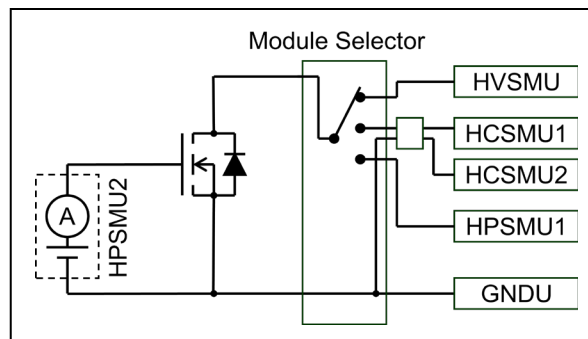 Module Selector
HVSMU
HCSMU1
HCSMU2
HPSMU1
GNDU
A
HPSMU2